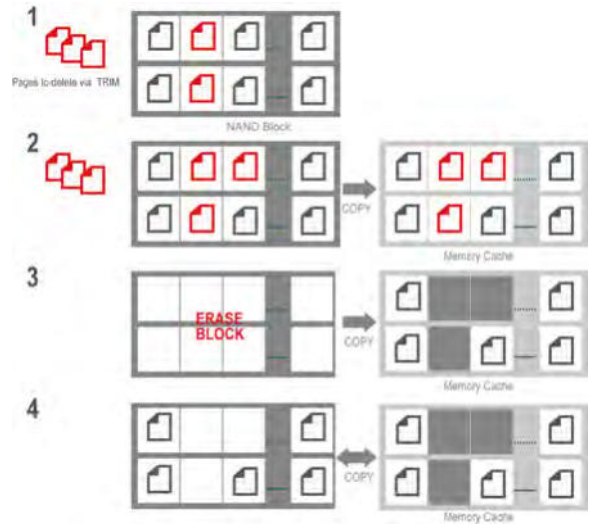 1
Pages to delete via TRIM
NAND Block
2
COPY
Memory Cache
3
ERASE
BLOCK
COPY
Memory Cache
4
COPY
Memory Cache